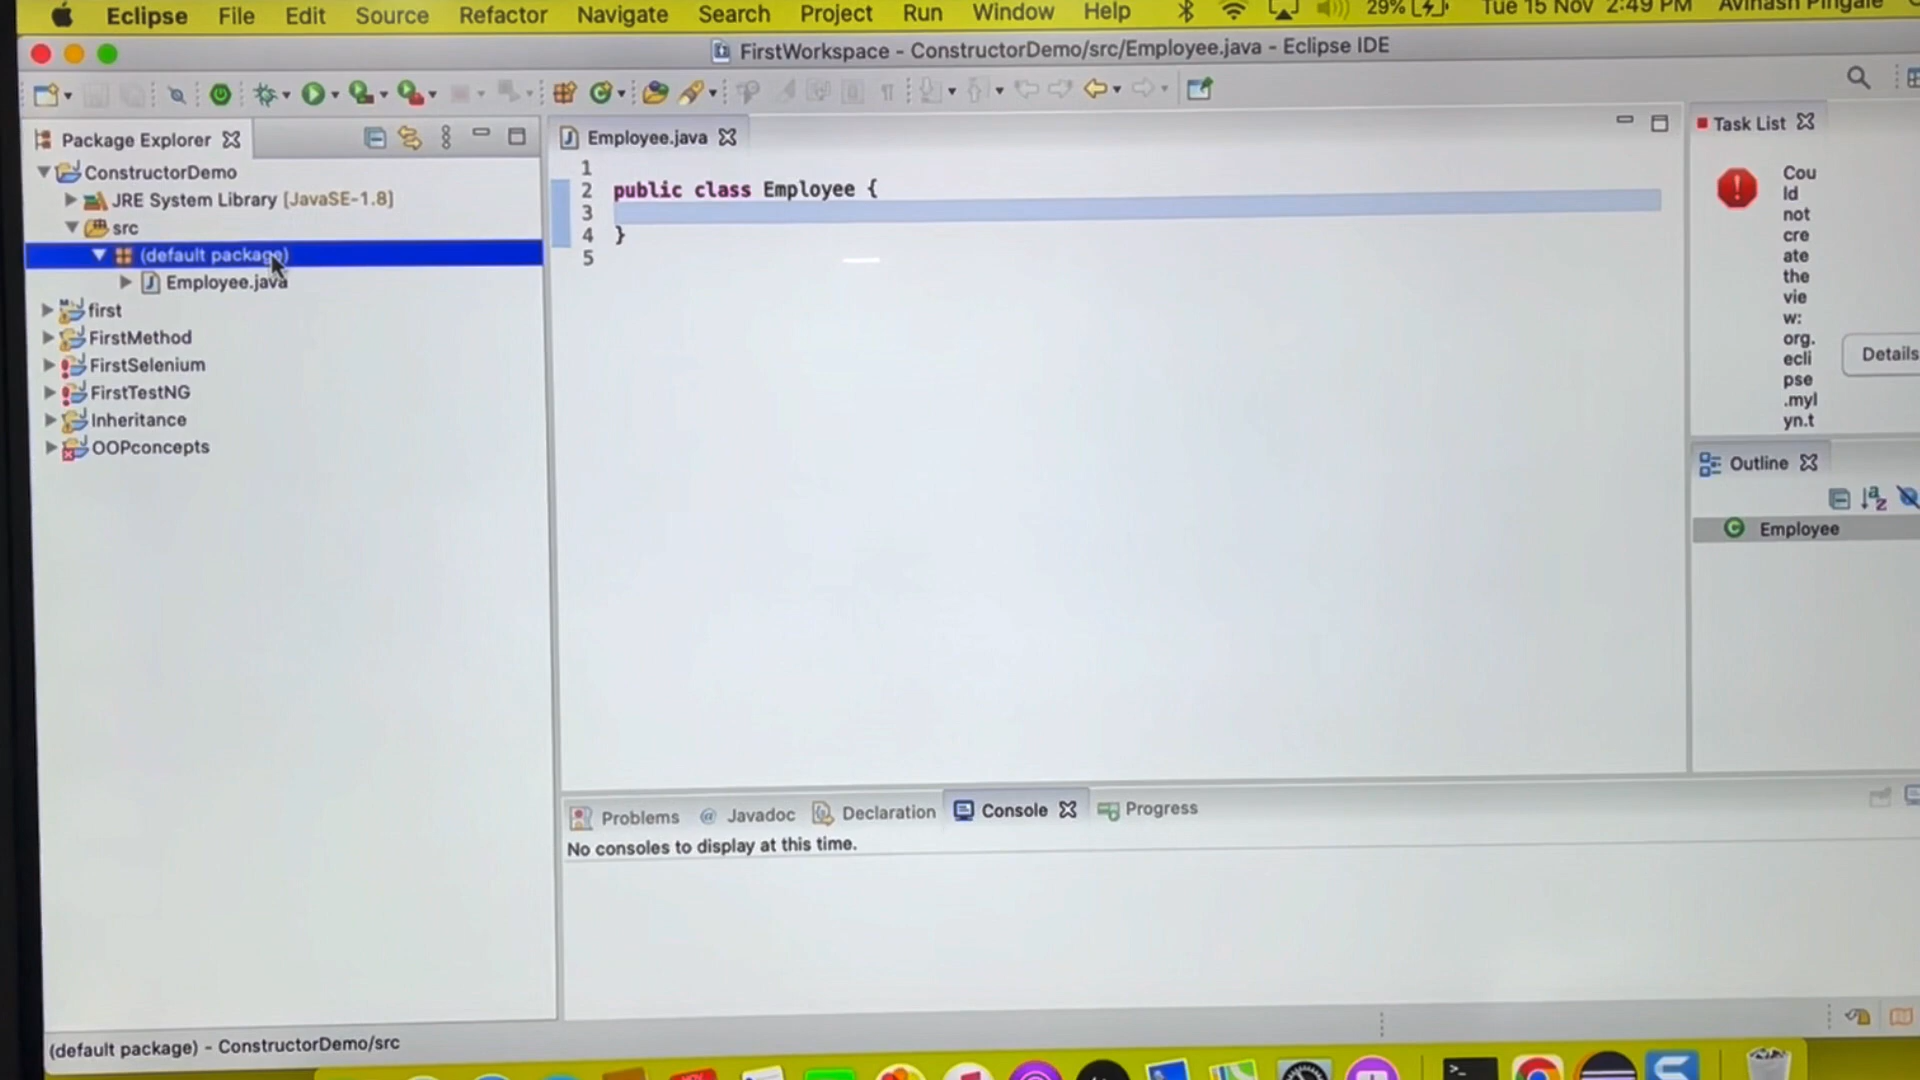 Eclipse File Edit Source Refactor Navigate Search Project Run Window Help 29% Tue 15 Nov 2:49 PM Avinash Pingale
FirstWorkspace - ConstructorDemo/src/Employee.java - Eclipse IDE
Package Explorer
ConstructorDemo
JRE System Library [JavaSE-1.8]
src
(default package)
Employee.java
first
FirstMethod
FirstSelenium
FirstTestNG
Inheritance
OOPconcepts
Employee.java
1
2 public class Employee {
3
4 }
5
Task List
Cou
ld
not
cre
ate
the
vie
w:
org.
ecli
pse
.myl
yn.t
Details
Outline
Employee
Problems Javadoc Declaration Console Progress
No consoles to display at this time.
(default package) - ConstructorDemo/src